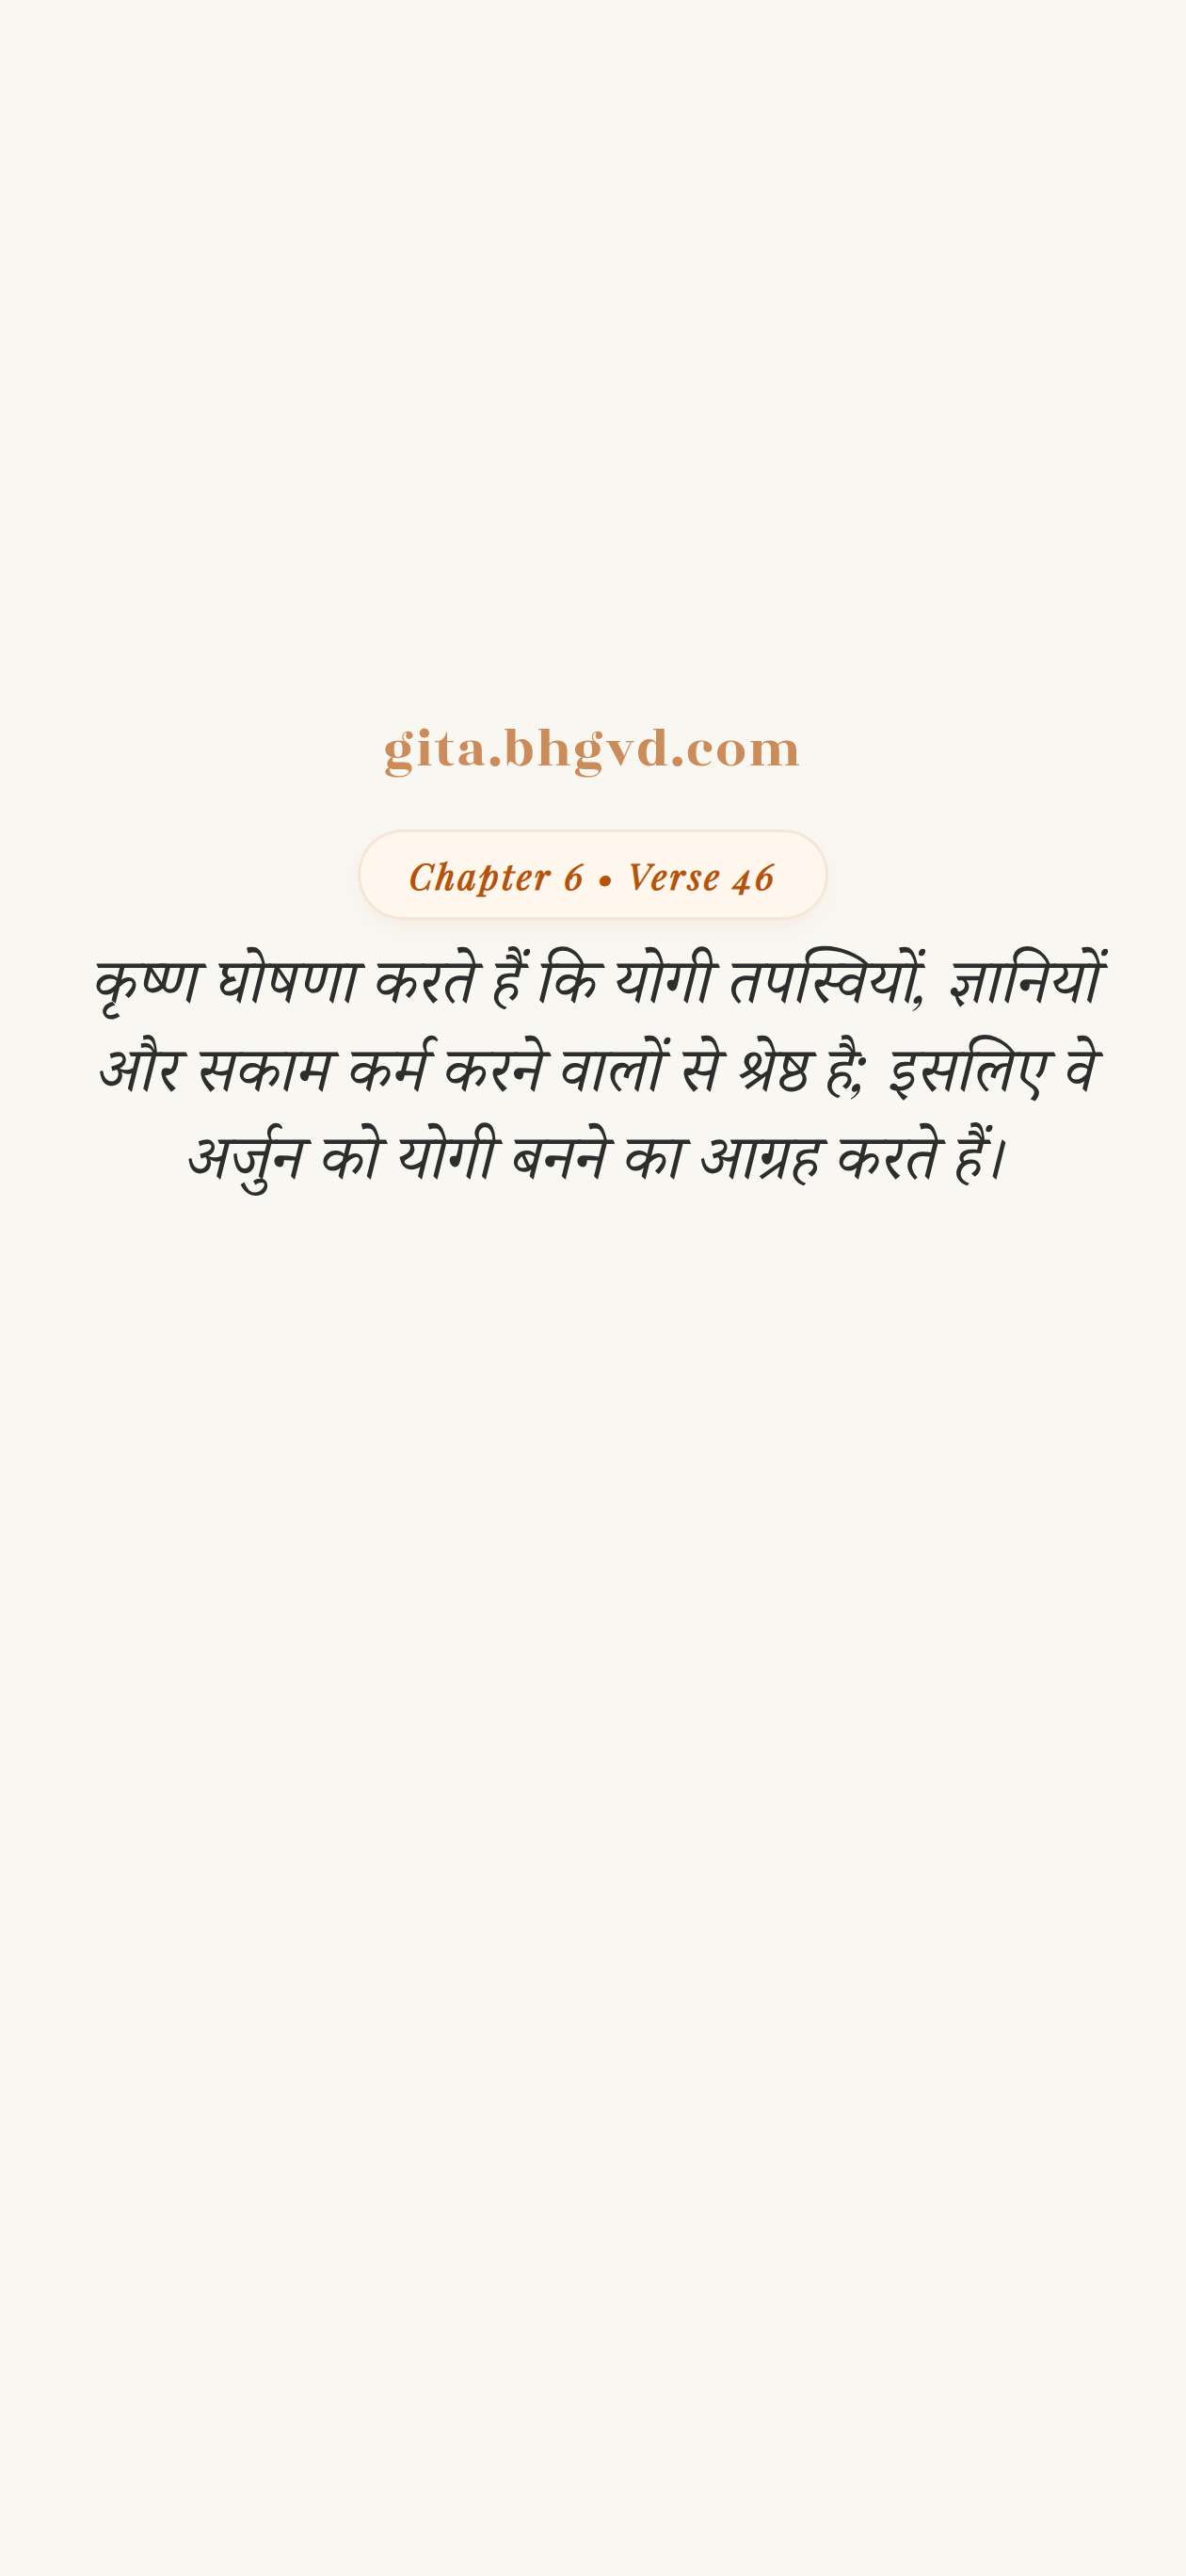 gita.bhgvd.com
Chapter 6 • Verse 46
कृष्ण घोषणा करते हैं कि योगी तपस्वियों, ज्ञानियों
और सकाम कर्म करने वालों से श्रेष्ठ है; इसलिए वे
अर्जुन को योगी बनने का आग्रह करते हैं।